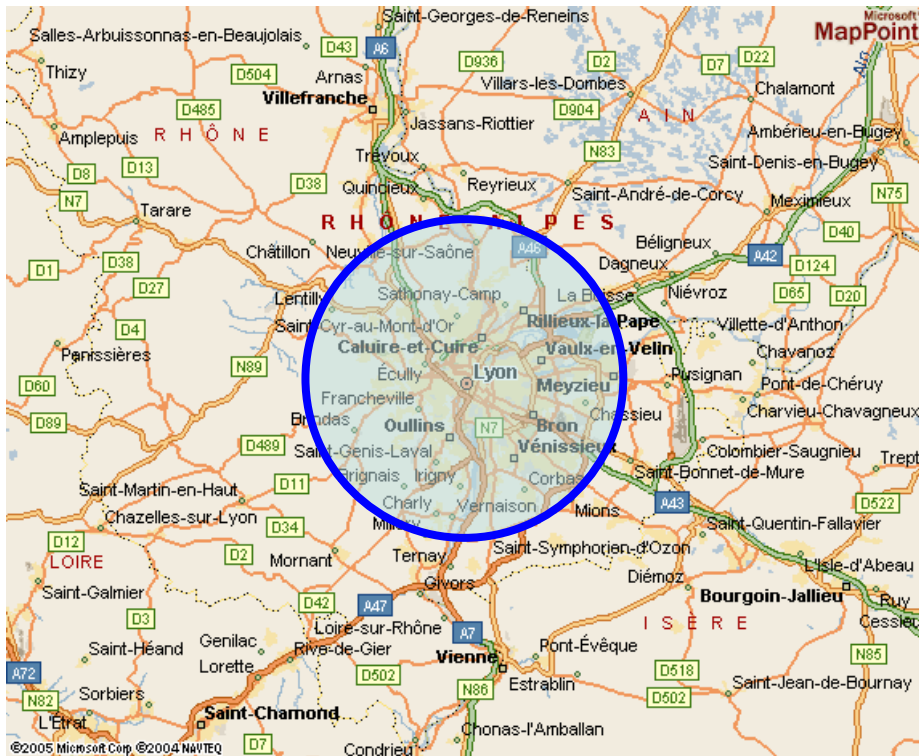 Saint-Georges-de-Reneins
Microsoft
MapPoint
Salles-Arbuissonnas-en-Beaujolais
D43
A6
D936
D2
D7
D22
Ain
Thizy
D504
Arnas
Villars-les-Dombes
Chalamont
Villefranche
D485
Jassans-Riottier
D904
A I N
Amplepuis
R H Ô N E
Ambérieu-en-Bugey
N83
Trévoux
Saint-Denis-en-Bugey
D8
D13
D38
Quincieux
Reyrieux
Saint-André-de-Corcy
N75
N7
Tarare
Meximieux
R H Ô N E - A L P E S
D40
Châtillon
Neuville-sur-Saône
A46
Béligneux
A42
D38
D1
Dagneux
D124
D27
Lentilly
Sathonay-Camp
La Boisse
Niévroz
D65
D20
Saint-Cyr-au-Mont-d'Or
Rillieux-la-Pape
Villette-d'Anthon
D4
Panissières
Caluire-et-Cuire
Vaulx-en-Velin
Chavanoz
N89
Écully
Lyon
Meyzieu
Pusignan
Pont-de-Chéruy
D60
Francheville
Chassieu
Charvieu-Chavagneux
D89
Brindas
Oullins
N7
Bron
D489
Saint-Genis-Laval
Vénissieux
Colombier-Saugnieu
Trept
Brignais
Irigny
Corbas
Saint-Bonnet-de-Mure
Saint-Martin-en-Haut
D11
Charly
Vernaison
Mions
A43
D522
Chazelles-sur-Lyon
D34
Millery
Saint-Quentin-Fallavier
D12
D2
Mornant
Ternay
Saint-Symphorien-d'Ozon
LOIRE
L'Isle-d'Abeau
Saint-Galmier
Givors
Diémoz
Bourgoin-Jallieu
Ruy
D42
A47
D3
Loire-sur-Rhône
A7
I S È R E
Cessieu
Saint-Héand
Genilac
Rive-de-Gier
Vienne
Pont-Évêque
N85
A72
Lorette
D502
D518
Sorbiers
N86
Estrablin
D502
Saint-Jean-de-Bournay
N82
L'Étrat
Saint-Chamond
Chonas-l'Amballan
D7
Condrieu
©2005 Microsoft Corp ©2004 NAVTEQ